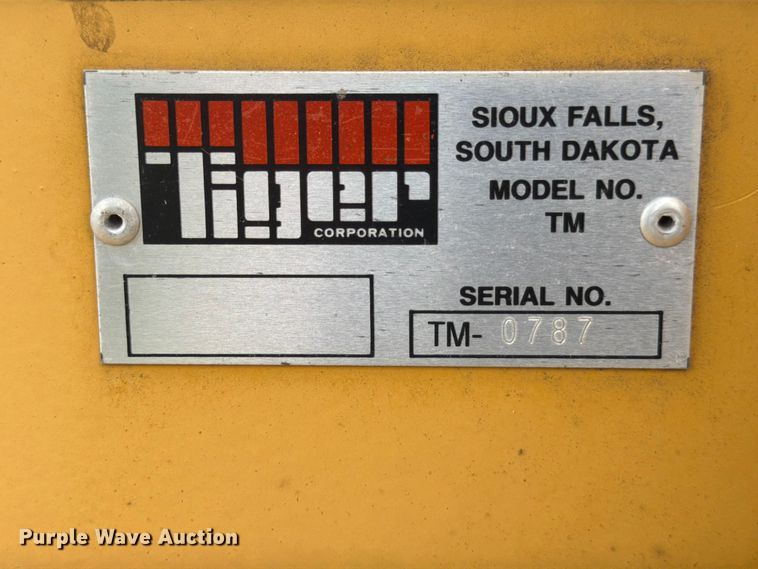 Tiger
CORPORATION
SIOUX FALLS,
SOUTH DAKOTA
MODEL NO.
TM
SERIAL NO.
TM- 0787
Purple Wave Auction